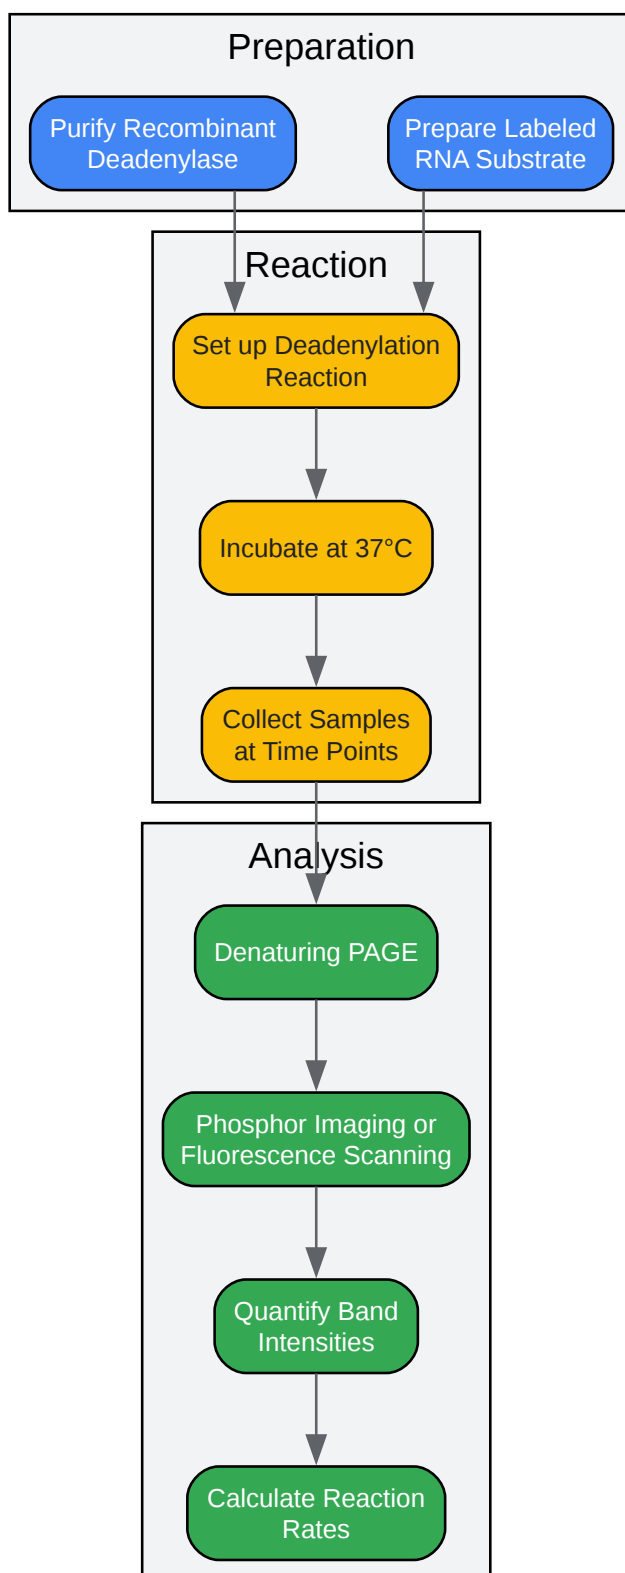 Preparation
Purify Recombinant
Deadenylase
Prepare Labeled
RNA Substrate
Reaction
Set up Deadenylation
Reaction
Incubate at 37°C
Collect Samples
at Time Points
Analysis
Denaturing PAGE
Phosphor Imaging or
Fluorescence Scanning
Quantify Band
Intensities
Calculate Reaction
Rates